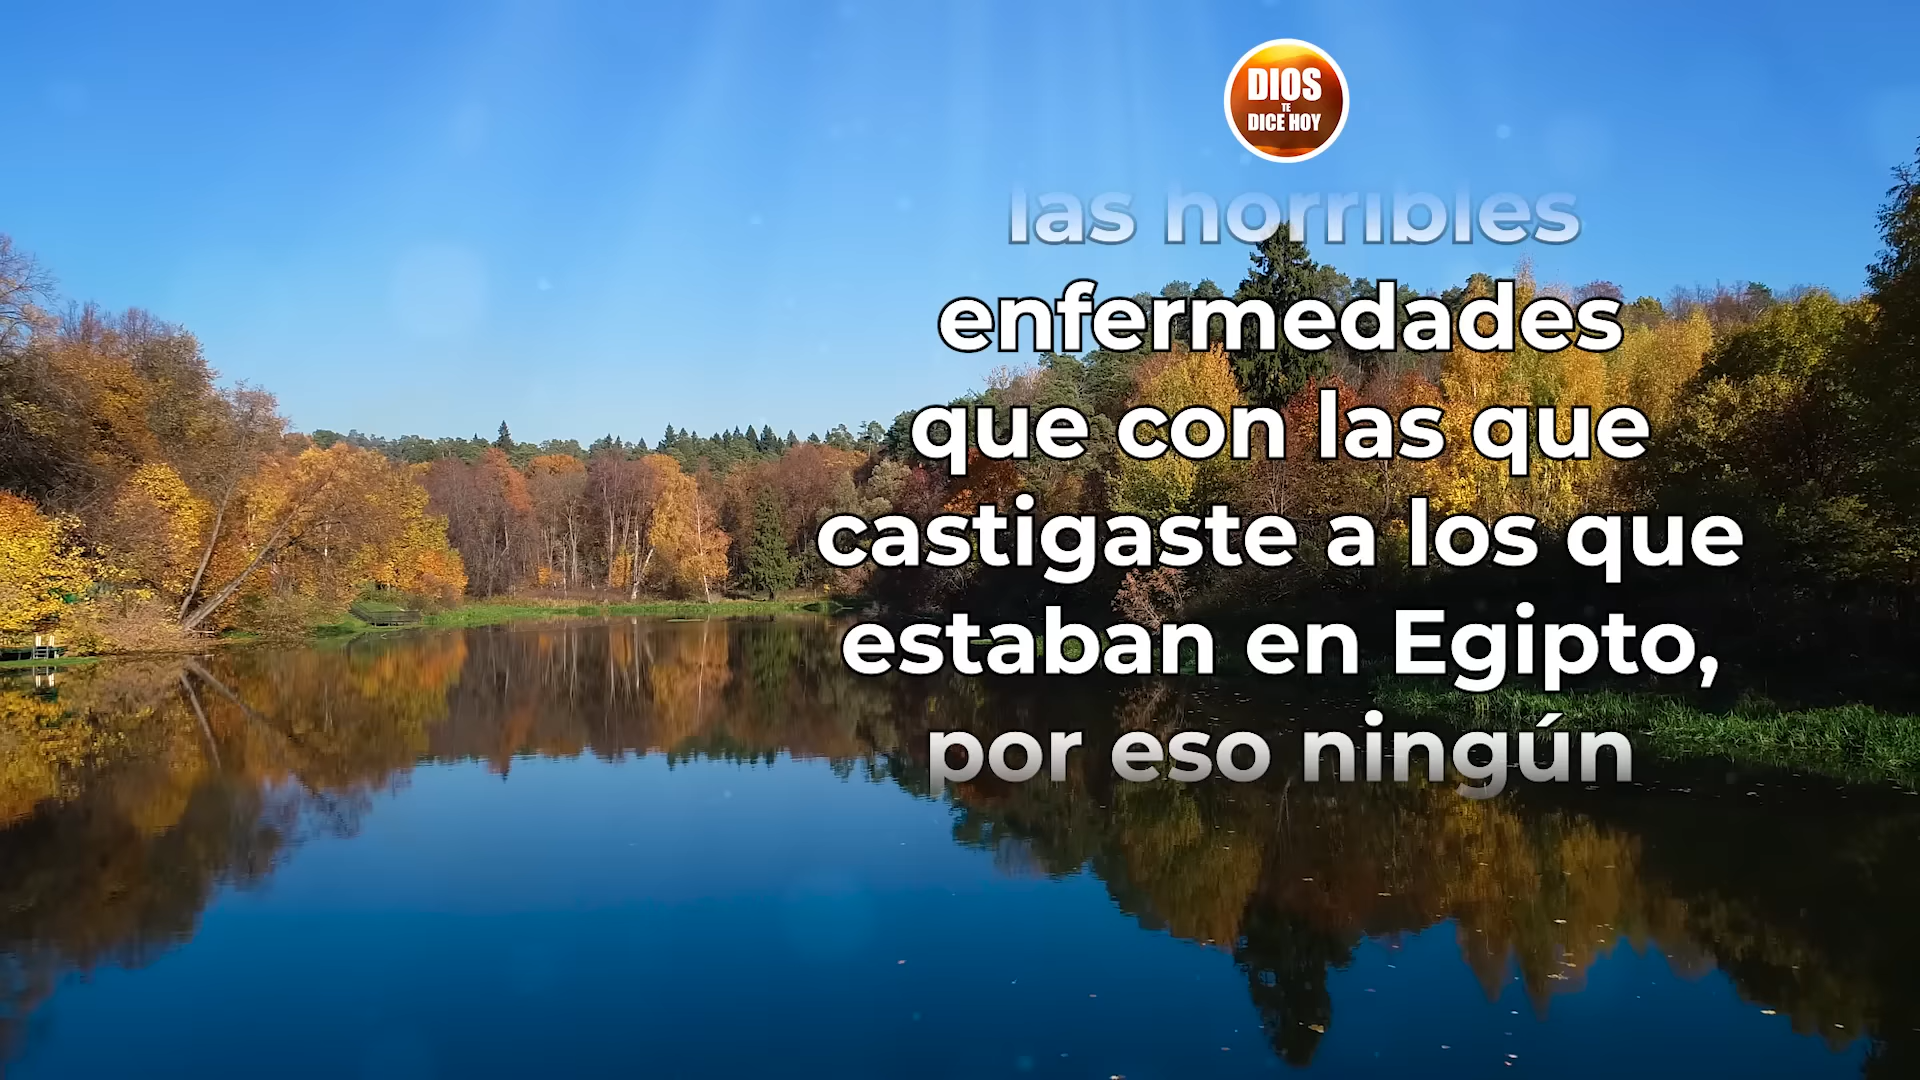 DIOS
TE
DICE HOY
las horribles
enfermedades
que con las que
castigaste a los que
estaban en Egipto,
por eso ningún